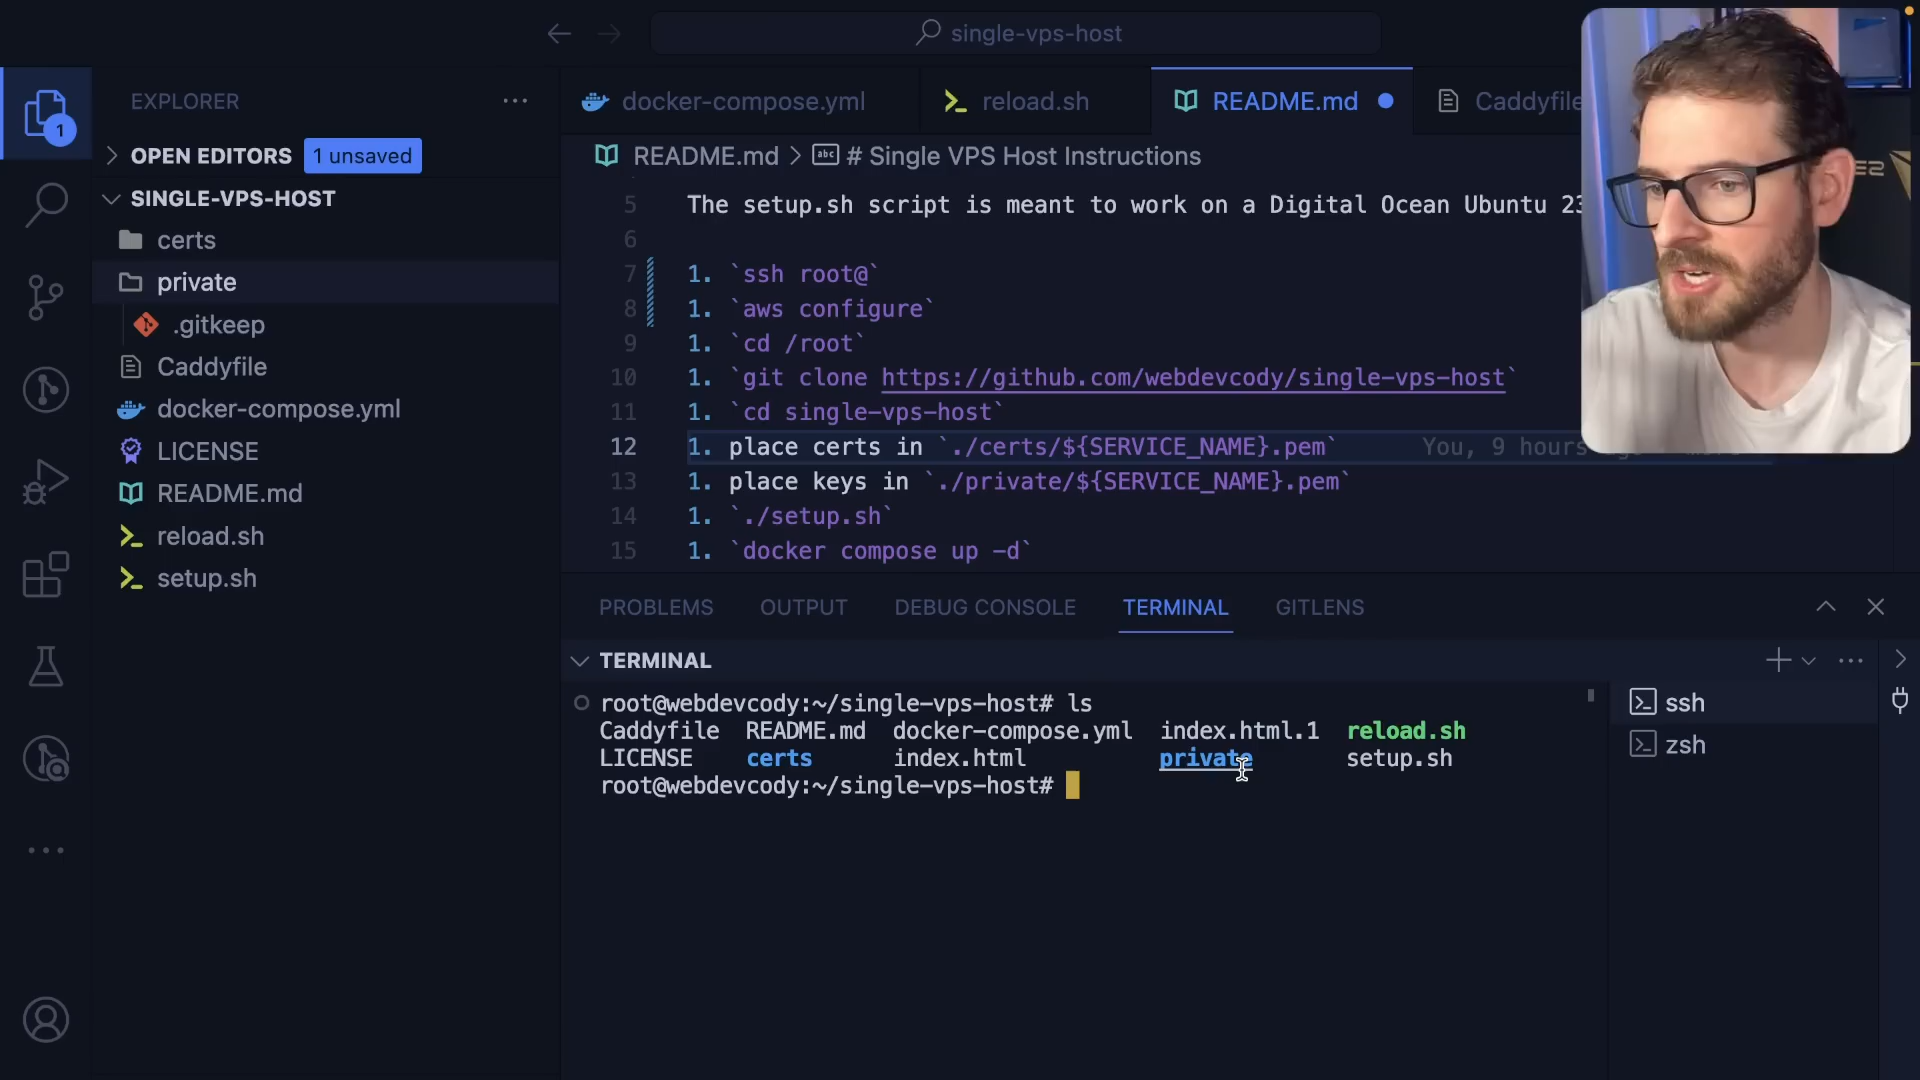 single-vps-host
EXPLORER
1
OPEN EDITORS 1 unsaved
SINGLE-VPS-HOST
certs
private
.gitkeep
Caddyfile
docker-compose.yml
LICENSE
README.md
reload.sh
setup.sh
docker-compose.yml reload.sh README.md Caddyfile
README.md > abc # Single VPS Host Instructions
5 The setup.sh script is meant to work on a Digital Ocean Ubuntu 23
6
7 1. `ssh root@`
8 1. `aws configure`
9 1. `cd /root`
10 1. `git clone https://github.com/webdevcody/single-vps-host`
11 1. `cd single-vps-host`
12 1. place certs in `./certs/${SERVICE_NAME}.pem` You, 9 hours
13 1. place keys in `./private/${SERVICE_NAME}.pem`
14 1. `./setup.sh`
15 1. `docker compose up -d`
PROBLEMS OUTPUT DEBUG CONSOLE TERMINAL GITLENS
TERMINAL
root@webdevcody:~/single-vps-host# ls
Caddyfile README.md docker-compose.yml index.html.1 reload.sh
LICENSE certs index.html private setup.sh
root@webdevcody:~/single-vps-host#
ssh
zsh